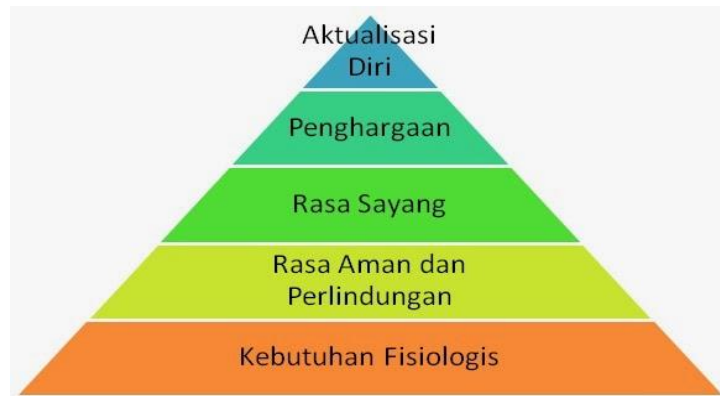 Aktualisasi
Diri
Penghargaan
Rasa Sayang
Rasa Aman dan
Perlindungan
Kebutuhan Fisiologis